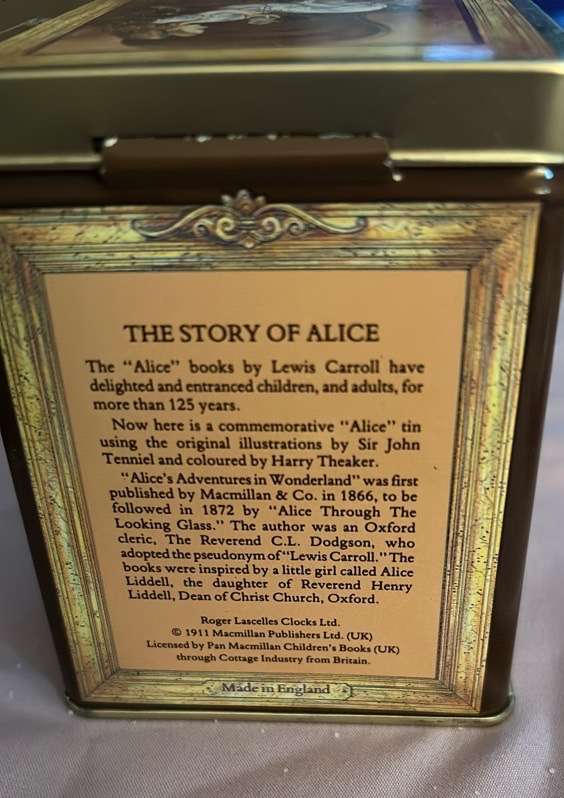 THE STORY OF ALICE
The "Alice" books by Lewis Carroll have
delighted and entranced children, and adults, for
more than 125 years.
Now here is a commemorative "Alice" tin
using the original illustrations by Sir John
Tenniel and coloured by Harry Theaker.
"Alice's Adventures in Wonderland" was first
published by Macmillan & Co. in 1866, to be
followed in 1872 by "Alice Through The
Looking Glass." The author was an Oxford
cleric, The Reverend C.L. Dodgson, who
adopted the pseudonym of "Lewis Carroll." The
books were inspired by a little girl called Alice
Liddell, the daughter of Reverend Henry
Liddell, Dean of Christ Church, Oxford.
Roger Lascelles Clocks Ltd.
© 1911 Macmillan Publishers Ltd. (UK)
Licensed by Pan Macmillan Children's Books (UK)
through Cottage Industry from Britain.
Made in England